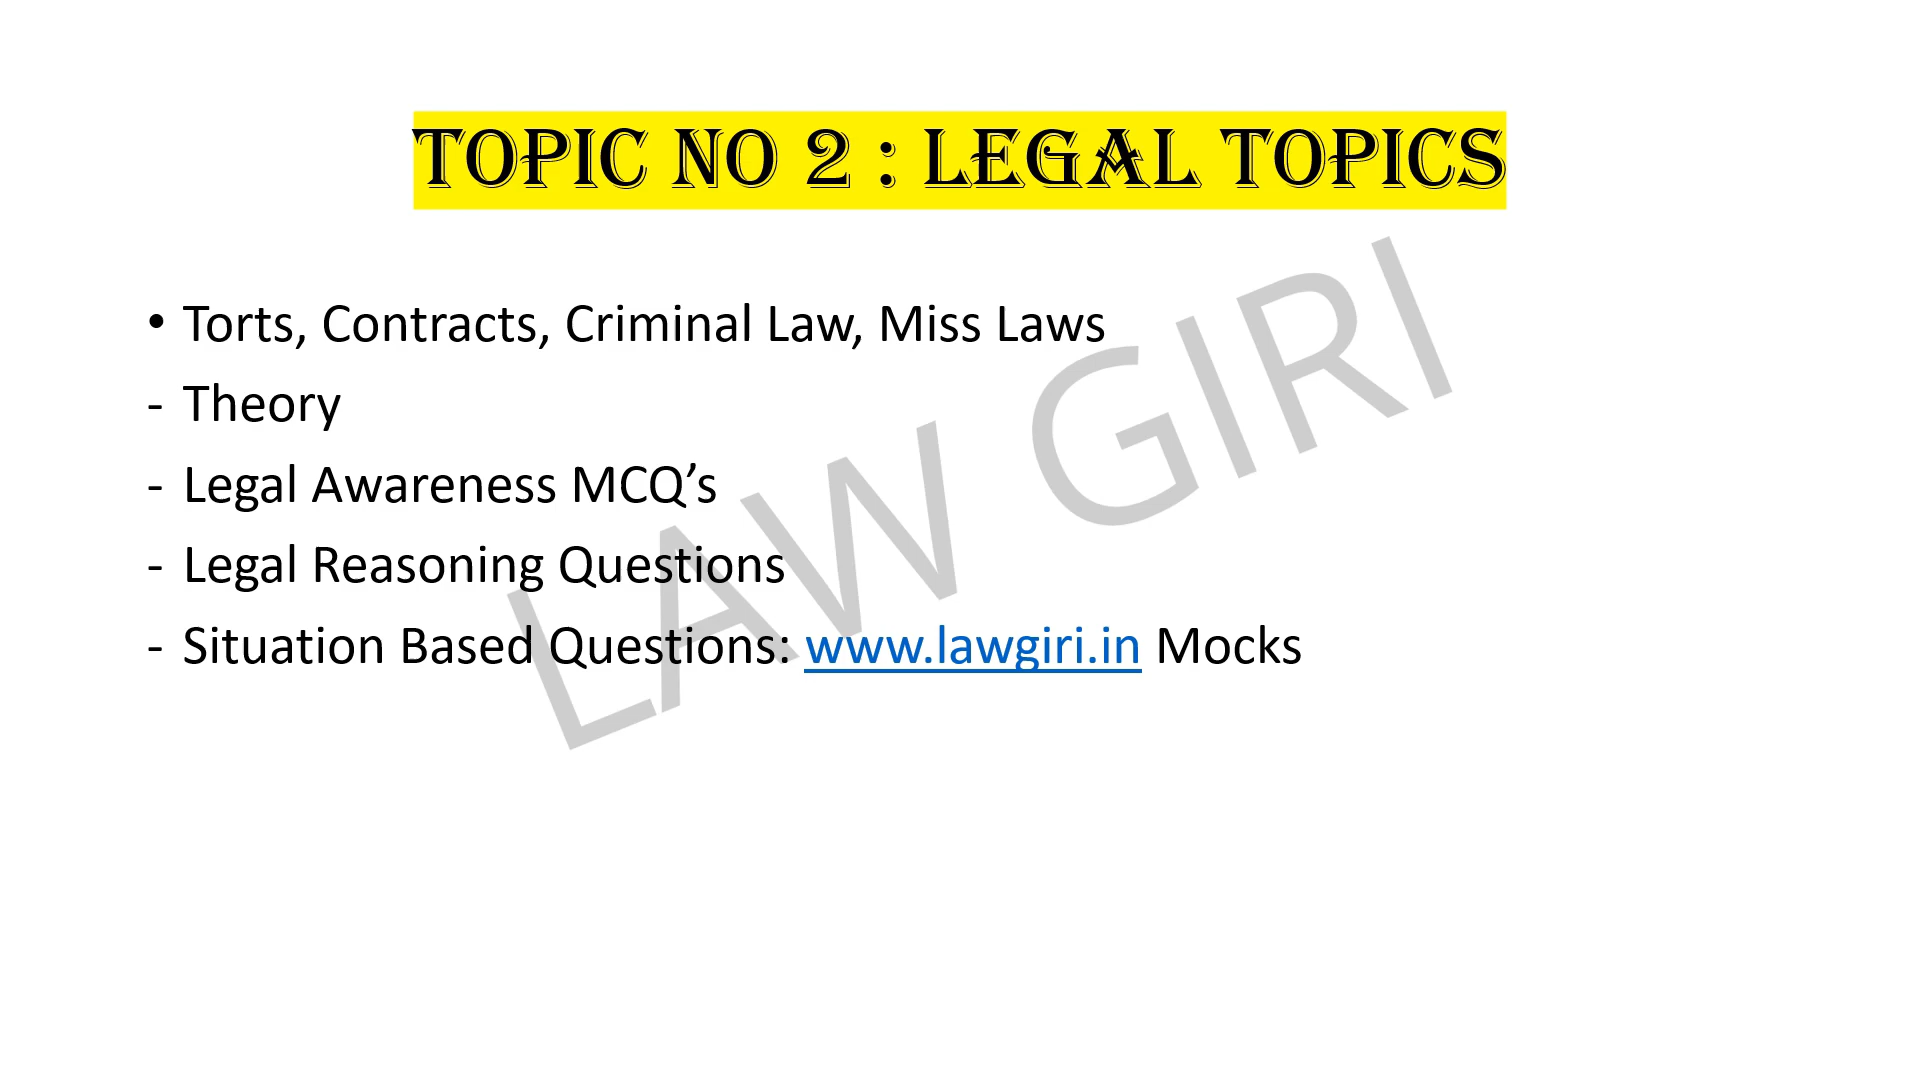 TOPIC NO 2 : LEGAL TOPICS
• Torts, Contracts, Criminal Law, Miss Laws
- Theory
- Legal Awareness MCQ’s
- Legal Reasoning Questions
- Situation Based Questions: www.lawgiri.in Mocks
LAW GIRI